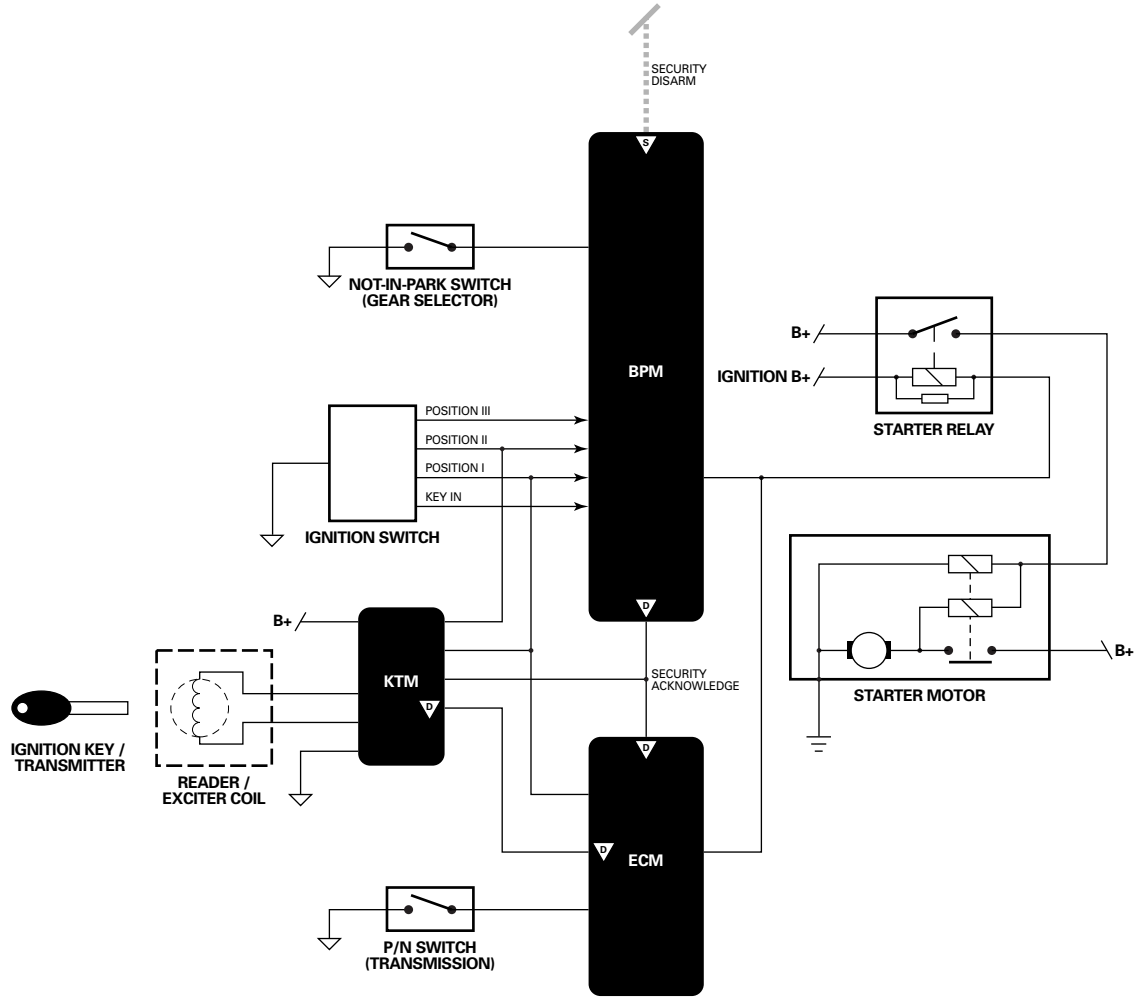 SECURITY
DISARM
S
NOT-IN-PARK SWITCH
(GEAR SELECTOR)
B+
BPM
IGNITION B+
STARTER RELAY
POSITION III
POSITION II
POSITION I
KEY IN
IGNITION SWITCH
D
B+
KTM
SECURITY
ACKNOWLEDGE
B+
STARTER MOTOR
D
IGNITION KEY /
TRANSMITTER
READER /
EXCITER COIL
D
D
ECM
P/N SWITCH
(TRANSMISSION)